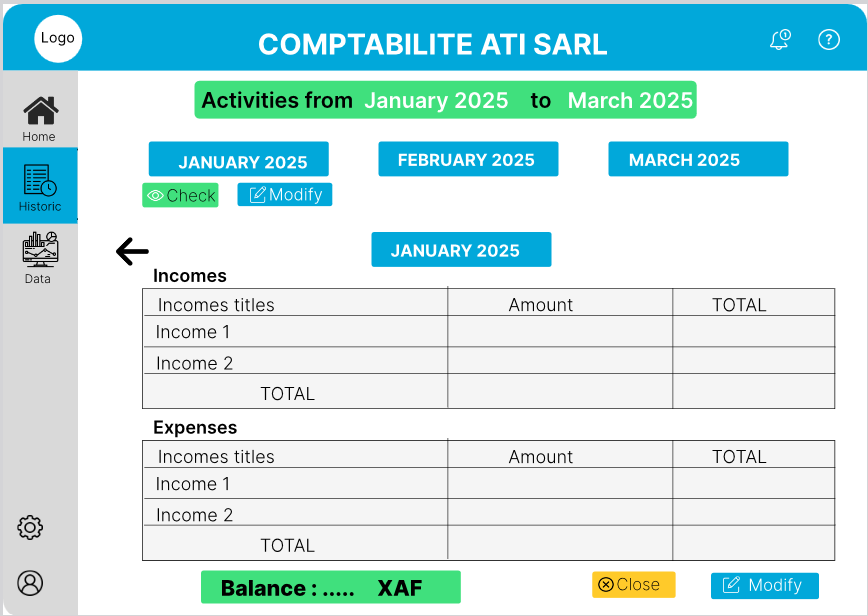 Logo
COMPTABILITE ATI SARL
1
?
Activities from January 2025 to March 2025
Home
JANUARY 2025 FEBRUARY 2025 MARCH 2025
Check Modify
Historic
JANUARY 2025
Data
Incomes
Incomes titles Amount TOTAL
Income 1
Income 2
TOTAL
Expenses
Incomes titles Amount TOTAL
Income 1
Income 2
TOTAL
Balance : ..... XAF
Close Modify